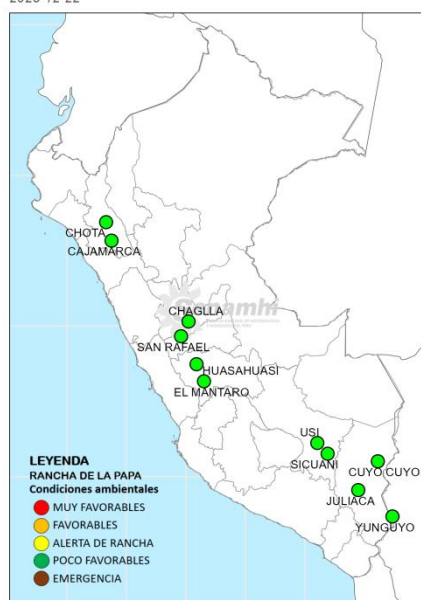 CHOTA
CAJAMARCA
CHAGLLA
Senamhi
SAN RAFAEL
HUASAHUASI
EL MANTARO
USI
SICUANI
CUYO CUYO
JULIACA
YUNGUYO
LEYENDA
RANCHA DE LA PAPA
Condiciones ambientales
MUY FAVORABLES
FAVORABLES
ALERTA DE RANCHA
POCO FAVORABLES
EMERGENCIA